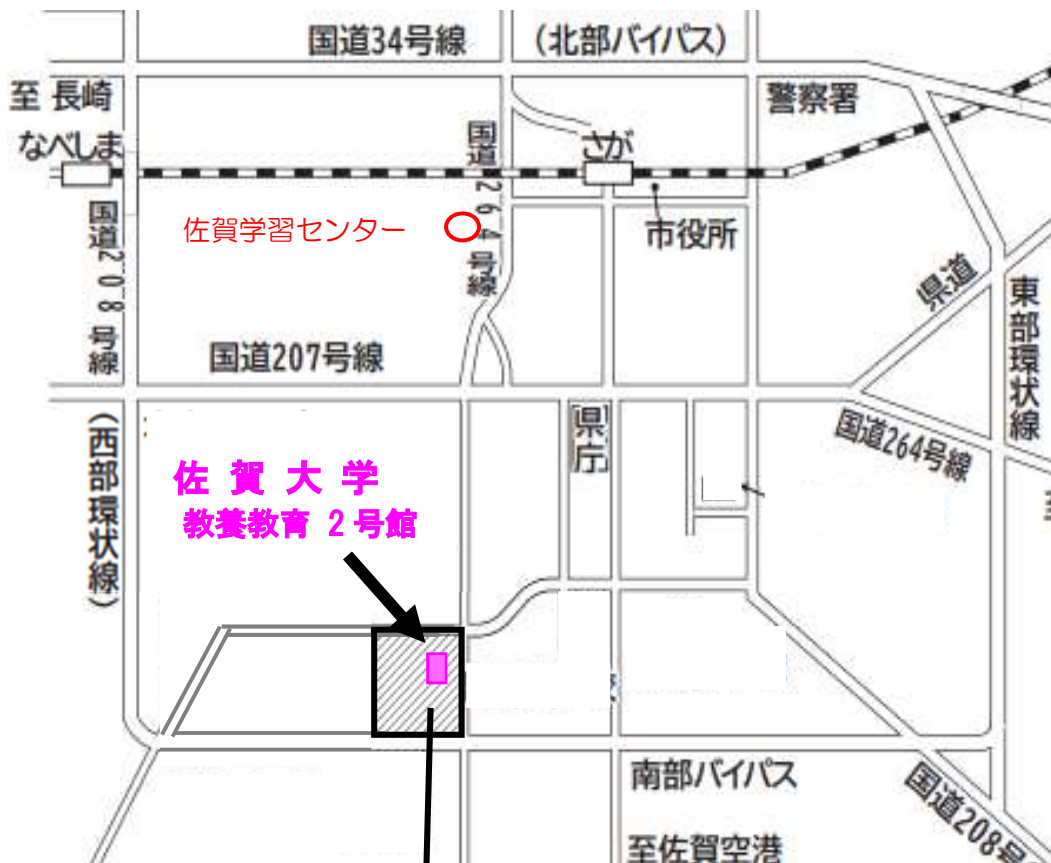 国道34号線
(北部バイパス)
至 長崎
警察署
なべしま
国道264号線
さが
国道208号線
佐賀学習センター
市役所
県道
東部環状線
国道207号線
(西部環状線)
県庁
国道264号線
佐賀大学
教養教育 2号館
南部バイパス
国道208号
至佐賀空港